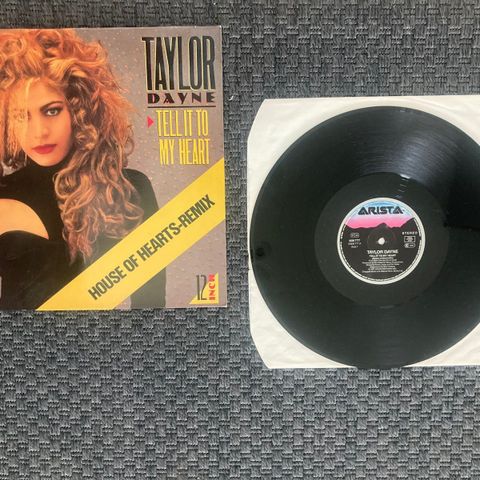 TAYLOR
DAYNE
TELL IT TO
MY HEART
HOUSE OF HEARTS-REMIX
12 INCH
ARISTA
STEREO
TAYLOR DAYNE
TELL IT TO MY HEART